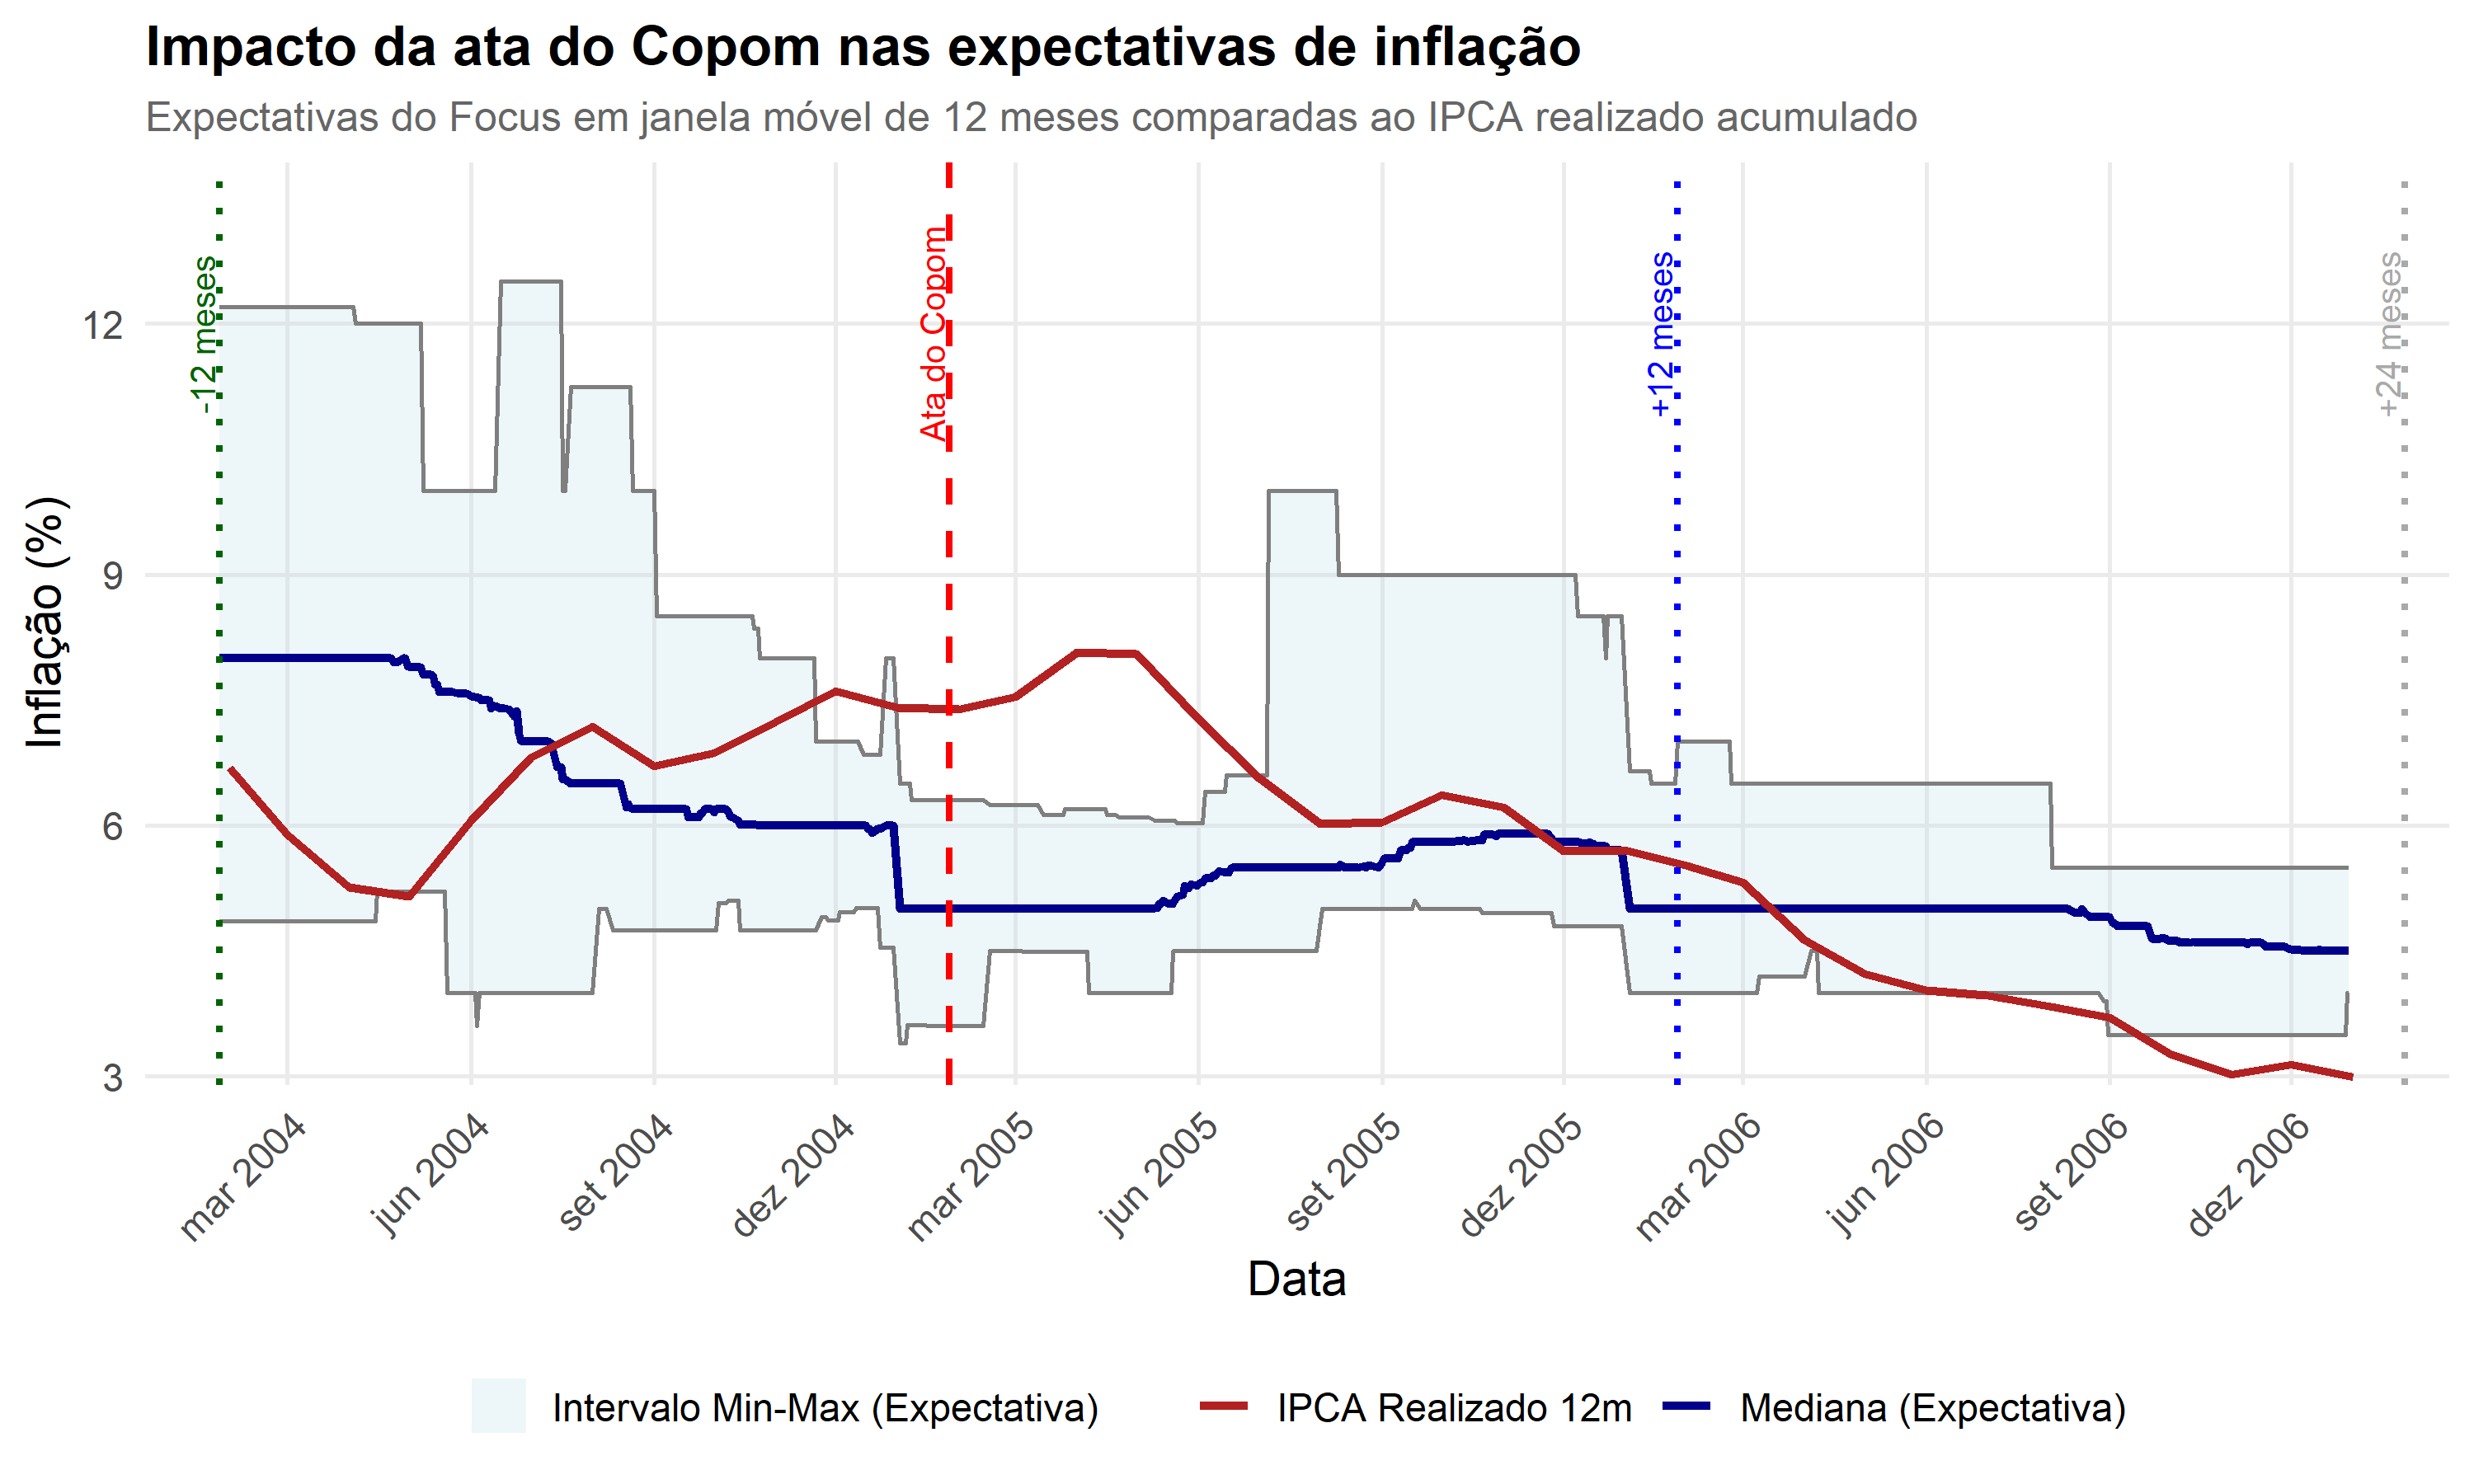 Impacto da ata do Copom nas expectativas de inflação
Expectativas do Focus em janela móvel de 12 meses comparadas ao IPCA realizado acumulado
Inflação (%)
12
9
6
3
-12 meses
Ata do Copom
+12 meses
+24 meses
mar 2004
jun 2004
set 2004
dez 2004
mar 2005
jun 2005
set 2005
dez 2005
mar 2006
jun 2006
set 2006
dez 2006
Data
Intervalo Min-Max (Expectativa)
IPCA Realizado 12m
Mediana (Expectativa)